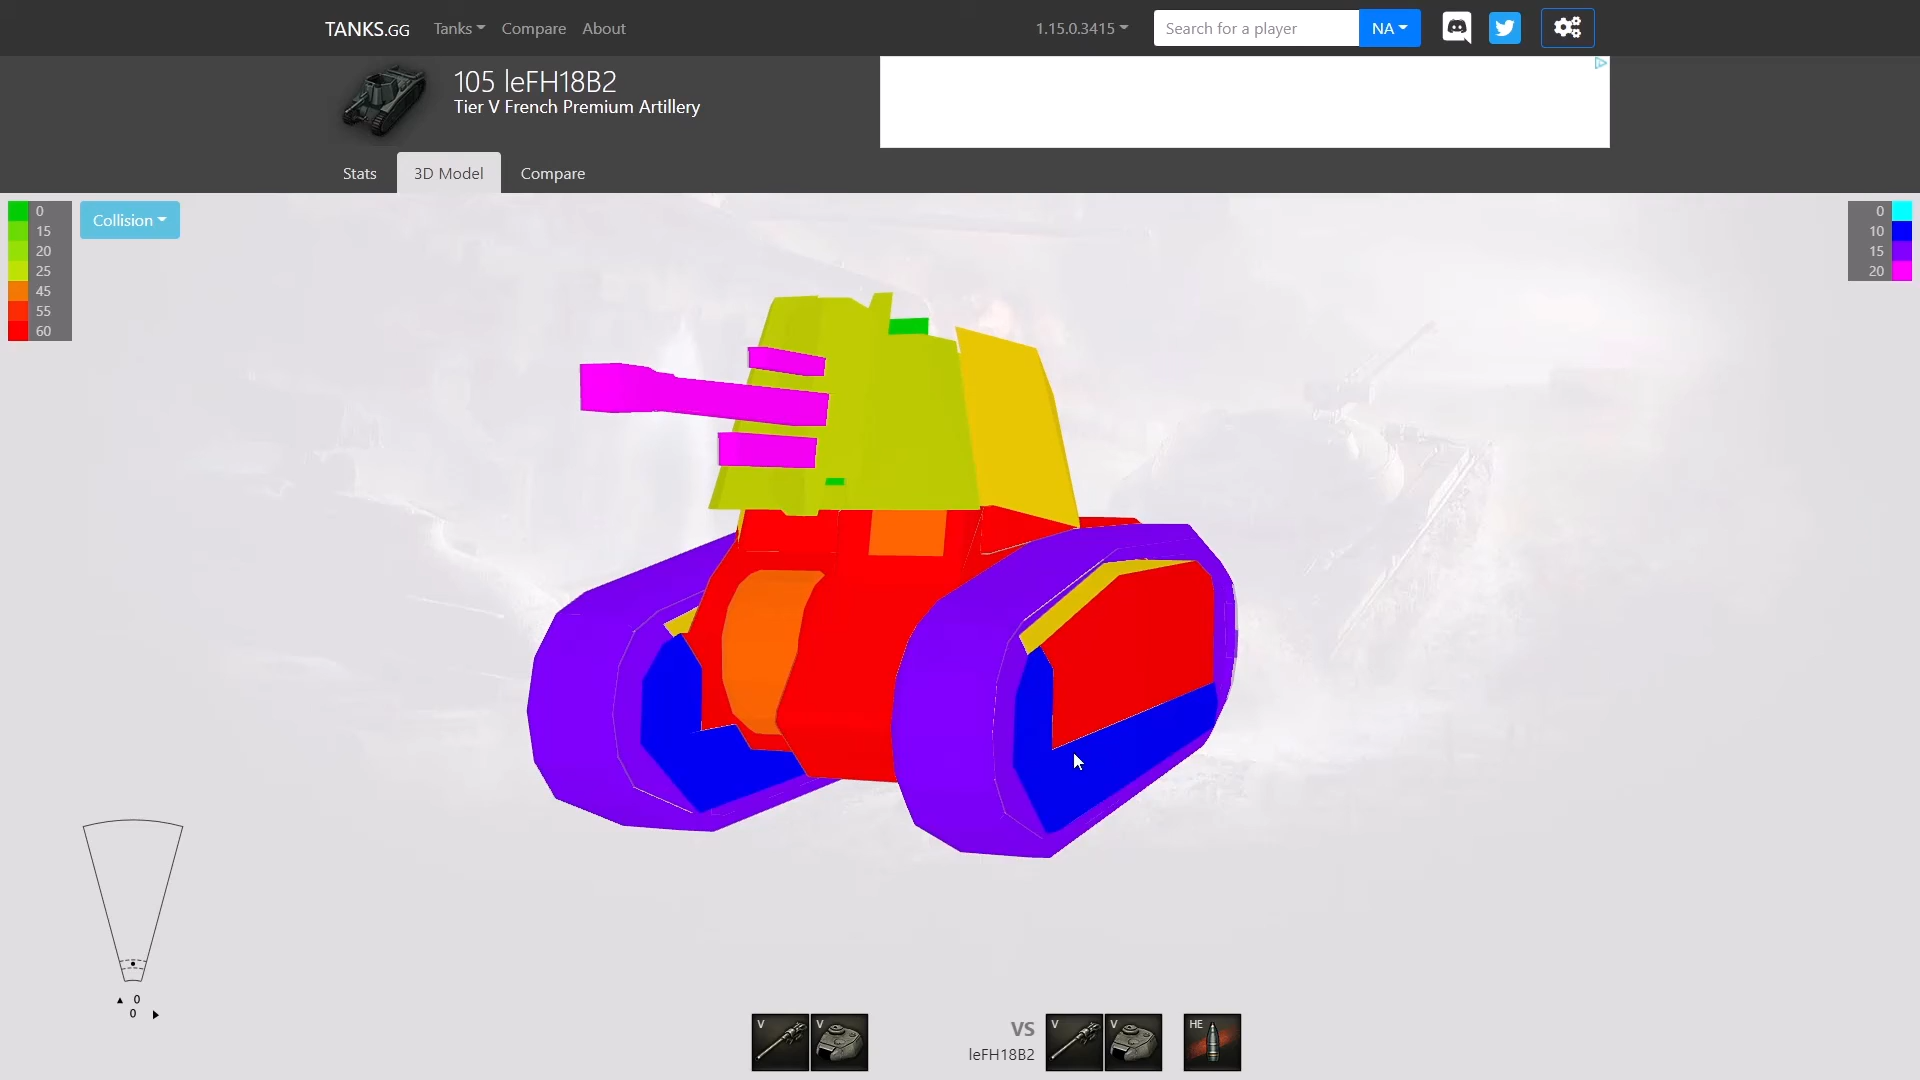 TANKS.GG Tanks Compare About 1.15.0.3415 Search for a player NA
105 leFH18B2
Tier V French Premium Artillery
Stats 3D Model Compare
Collision
0
15
20
25
45
55
60
0
10
15
20
0
0
V V VS V V HE
leFH18B2